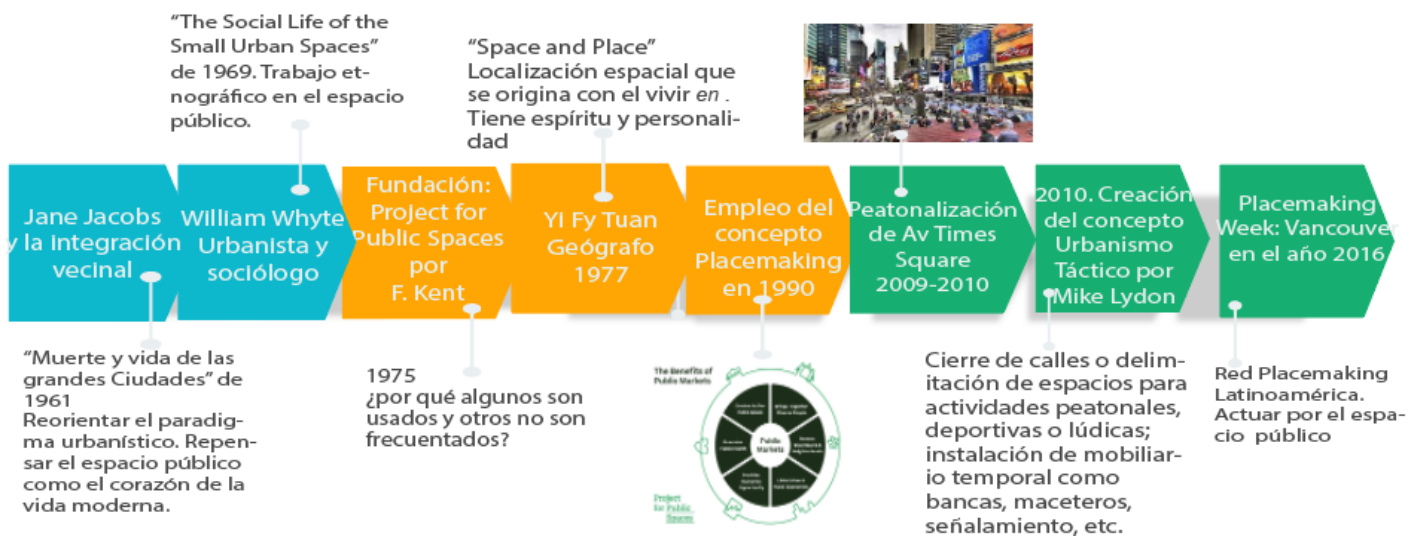 “The Social Life of the
Small Urban Spaces”
de 1969. Trabajo et-
nográfico en el espacio
público.
“Space and Place”
Localización espacial que
se origina con el vivir en .
Tiene espíritu y personali-
dad
Jane Jacobs
y la integración
vecinal
William Whyte
Urbanista y
sociólogo
Fundación:
Project for
Public Spaces
por
F. Kent
Yi Fy Tuan
Geógrafo
1977
Empleo del
concepto
Placemaking
en 1990
Peatonalización
de Av Times
Square
2009-2010
2010. Creación
del concepto
Urbanismo
Táctico por
Mike Lydon
Placemaking
Week: Vancouver
en el año 2016
“Muerte y vida de las
grandes Ciudades” de
1961
Reorientar el paradig-
ma urbanístico. Repen-
sar el espacio público
como el corazón de la
vida moderna.
1975
¿por qué algunos son
usados y otros no son
frecuentados?
The Benefits of
Public Markets
Public
Markets
Project
for Public
Spaces
Cierre de calles o delim-
itación de espacios para
actividades peatonales,
deportivas o lúdicas;
instalación de mobiliar-
io temporal como
bancas, maceteros,
señalamiento, etc.
Red Placemaking
Latinoamérica.
Actuar por el espa-
cio público